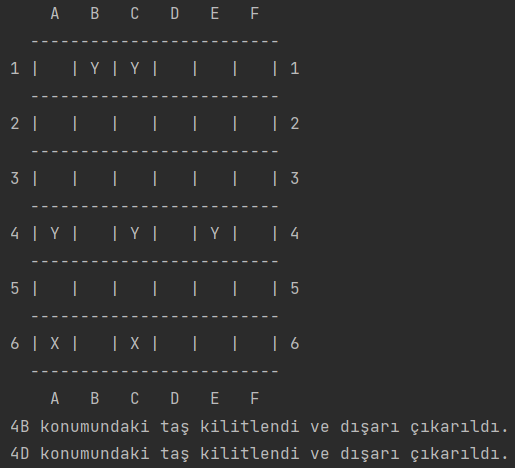 A   B   C   D   E   F
-------------------------
1 |   | Y | Y |   |   |   | 1
-------------------------
2 |   |   |   |   |   |   | 2
-------------------------
3 |   |   |   |   |   |   | 3
-------------------------
4 | Y |   | Y |   | Y |   | 4
-------------------------
5 |   |   |   |   |   |   | 5
-------------------------
6 | X |   | X |   |   |   | 6
-------------------------
A   B   C   D   E   F
4B konumundaki taş kilitlendi ve dışarı çıkarıldı.
4D konumundaki taş kilitlendi ve dışarı çıkarıldı.